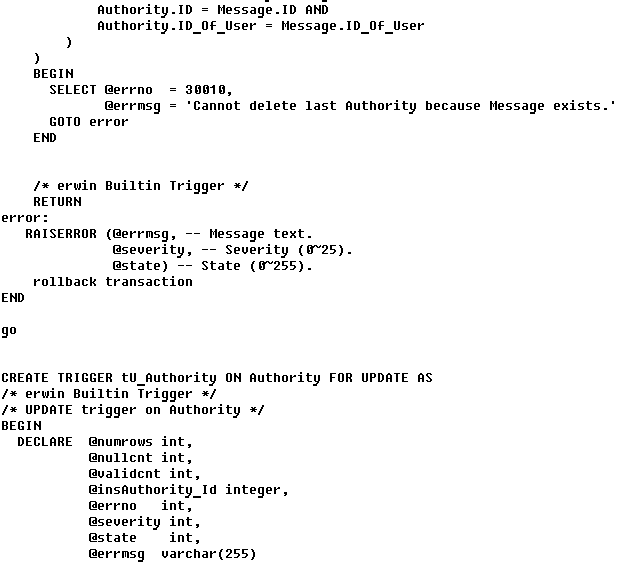 Authority.ID = Message.ID AND
            Authority.ID_Of_User = Message.ID_Of_User
        )
    )
    BEGIN
      SELECT @errno  = 30010,
             @errmsg = 'Cannot delete last Authority because Message exists.'
      GOTO error
    END


    /* erwin Builtin Trigger */
    RETURN
error:
   RAISERROR (@errmsg, -- Message text.
              @severity, -- Severity (0~25).
              @state) -- State (0~255).
    rollback transaction
END

go


CREATE TRIGGER tU_Authority ON Authority FOR UPDATE AS
/* erwin Builtin Trigger */
/* UPDATE trigger on Authority */
BEGIN
  DECLARE  @numrows int,
           @nullcnt int,
           @validcnt int,
           @insAuthority_Id integer,
           @errno   int,
           @severity int,
           @state    int,
           @errmsg  varchar(255)